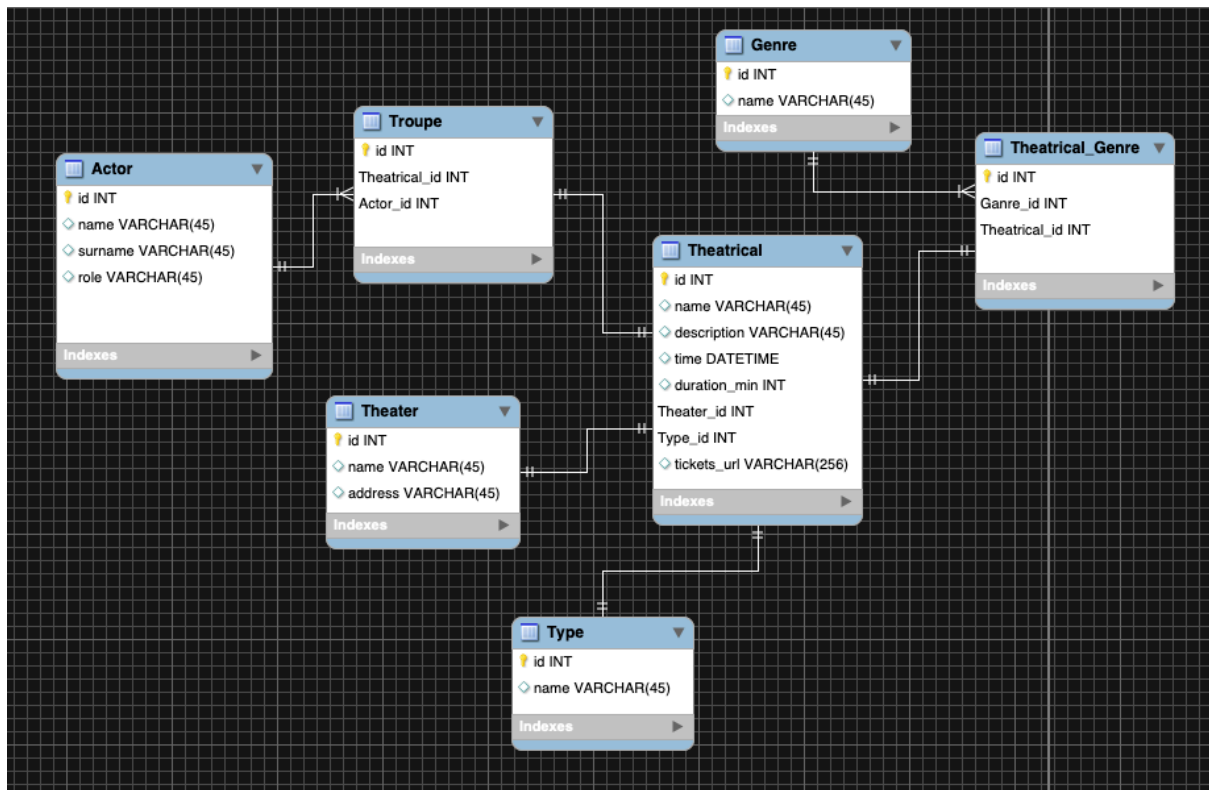 Actor
id INT
name VARCHAR(45)
surname VARCHAR(45)
role VARCHAR(45)
Indexes
Troupe
id INT
Theatrical_id INT
Actor_id INT
Indexes
Genre
id INT
name VARCHAR(45)
Indexes
Theatrical_Genre
id INT
Ganre_id INT
Theatrical_id INT
Indexes
Theatrical
id INT
name VARCHAR(45)
description VARCHAR(45)
time DATETIME
duration_min INT
Theater_id INT
Type_id INT
tickets_url VARCHAR(256)
Indexes
Theater
id INT
name VARCHAR(45)
address VARCHAR(45)
Indexes
Type
id INT
name VARCHAR(45)
Indexes